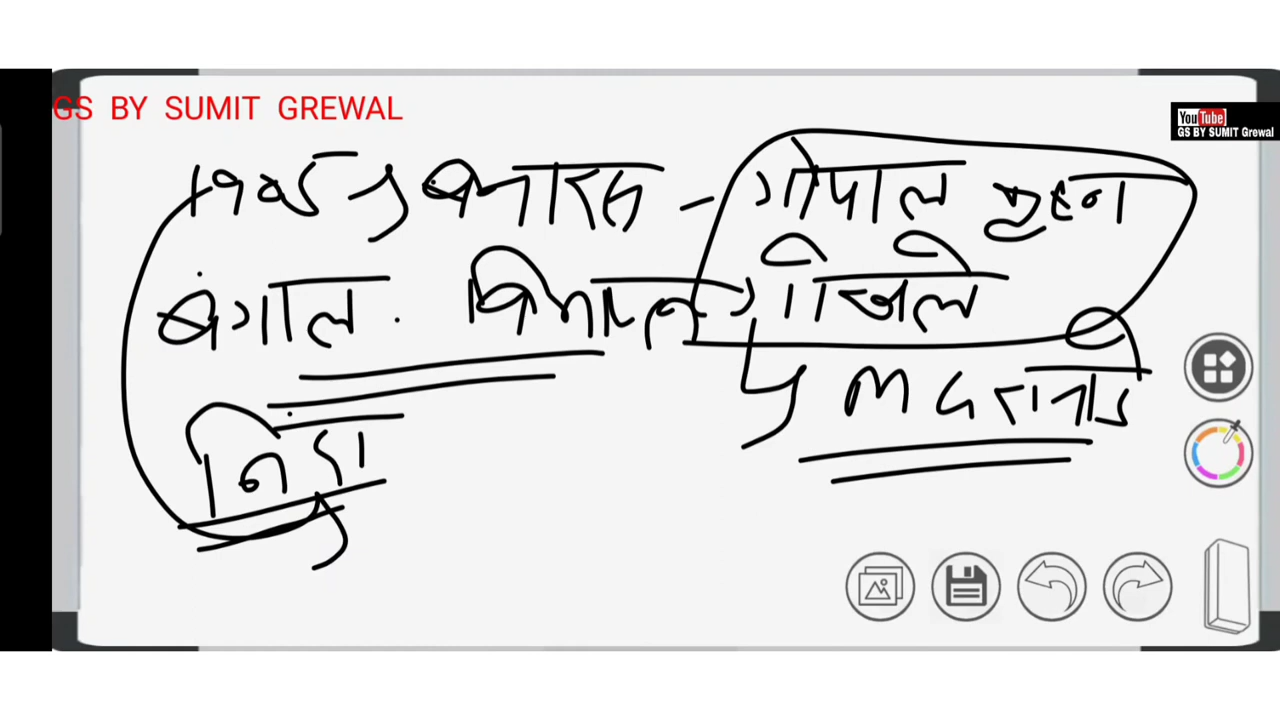 GS BY SUMIT GREWAL
YouTube
GS BY SUMIT Grewal
1905 बनारस - गोपाल कृष्ण
बंगाल. विभाजन गोखले
M G रानाडे
निंदा